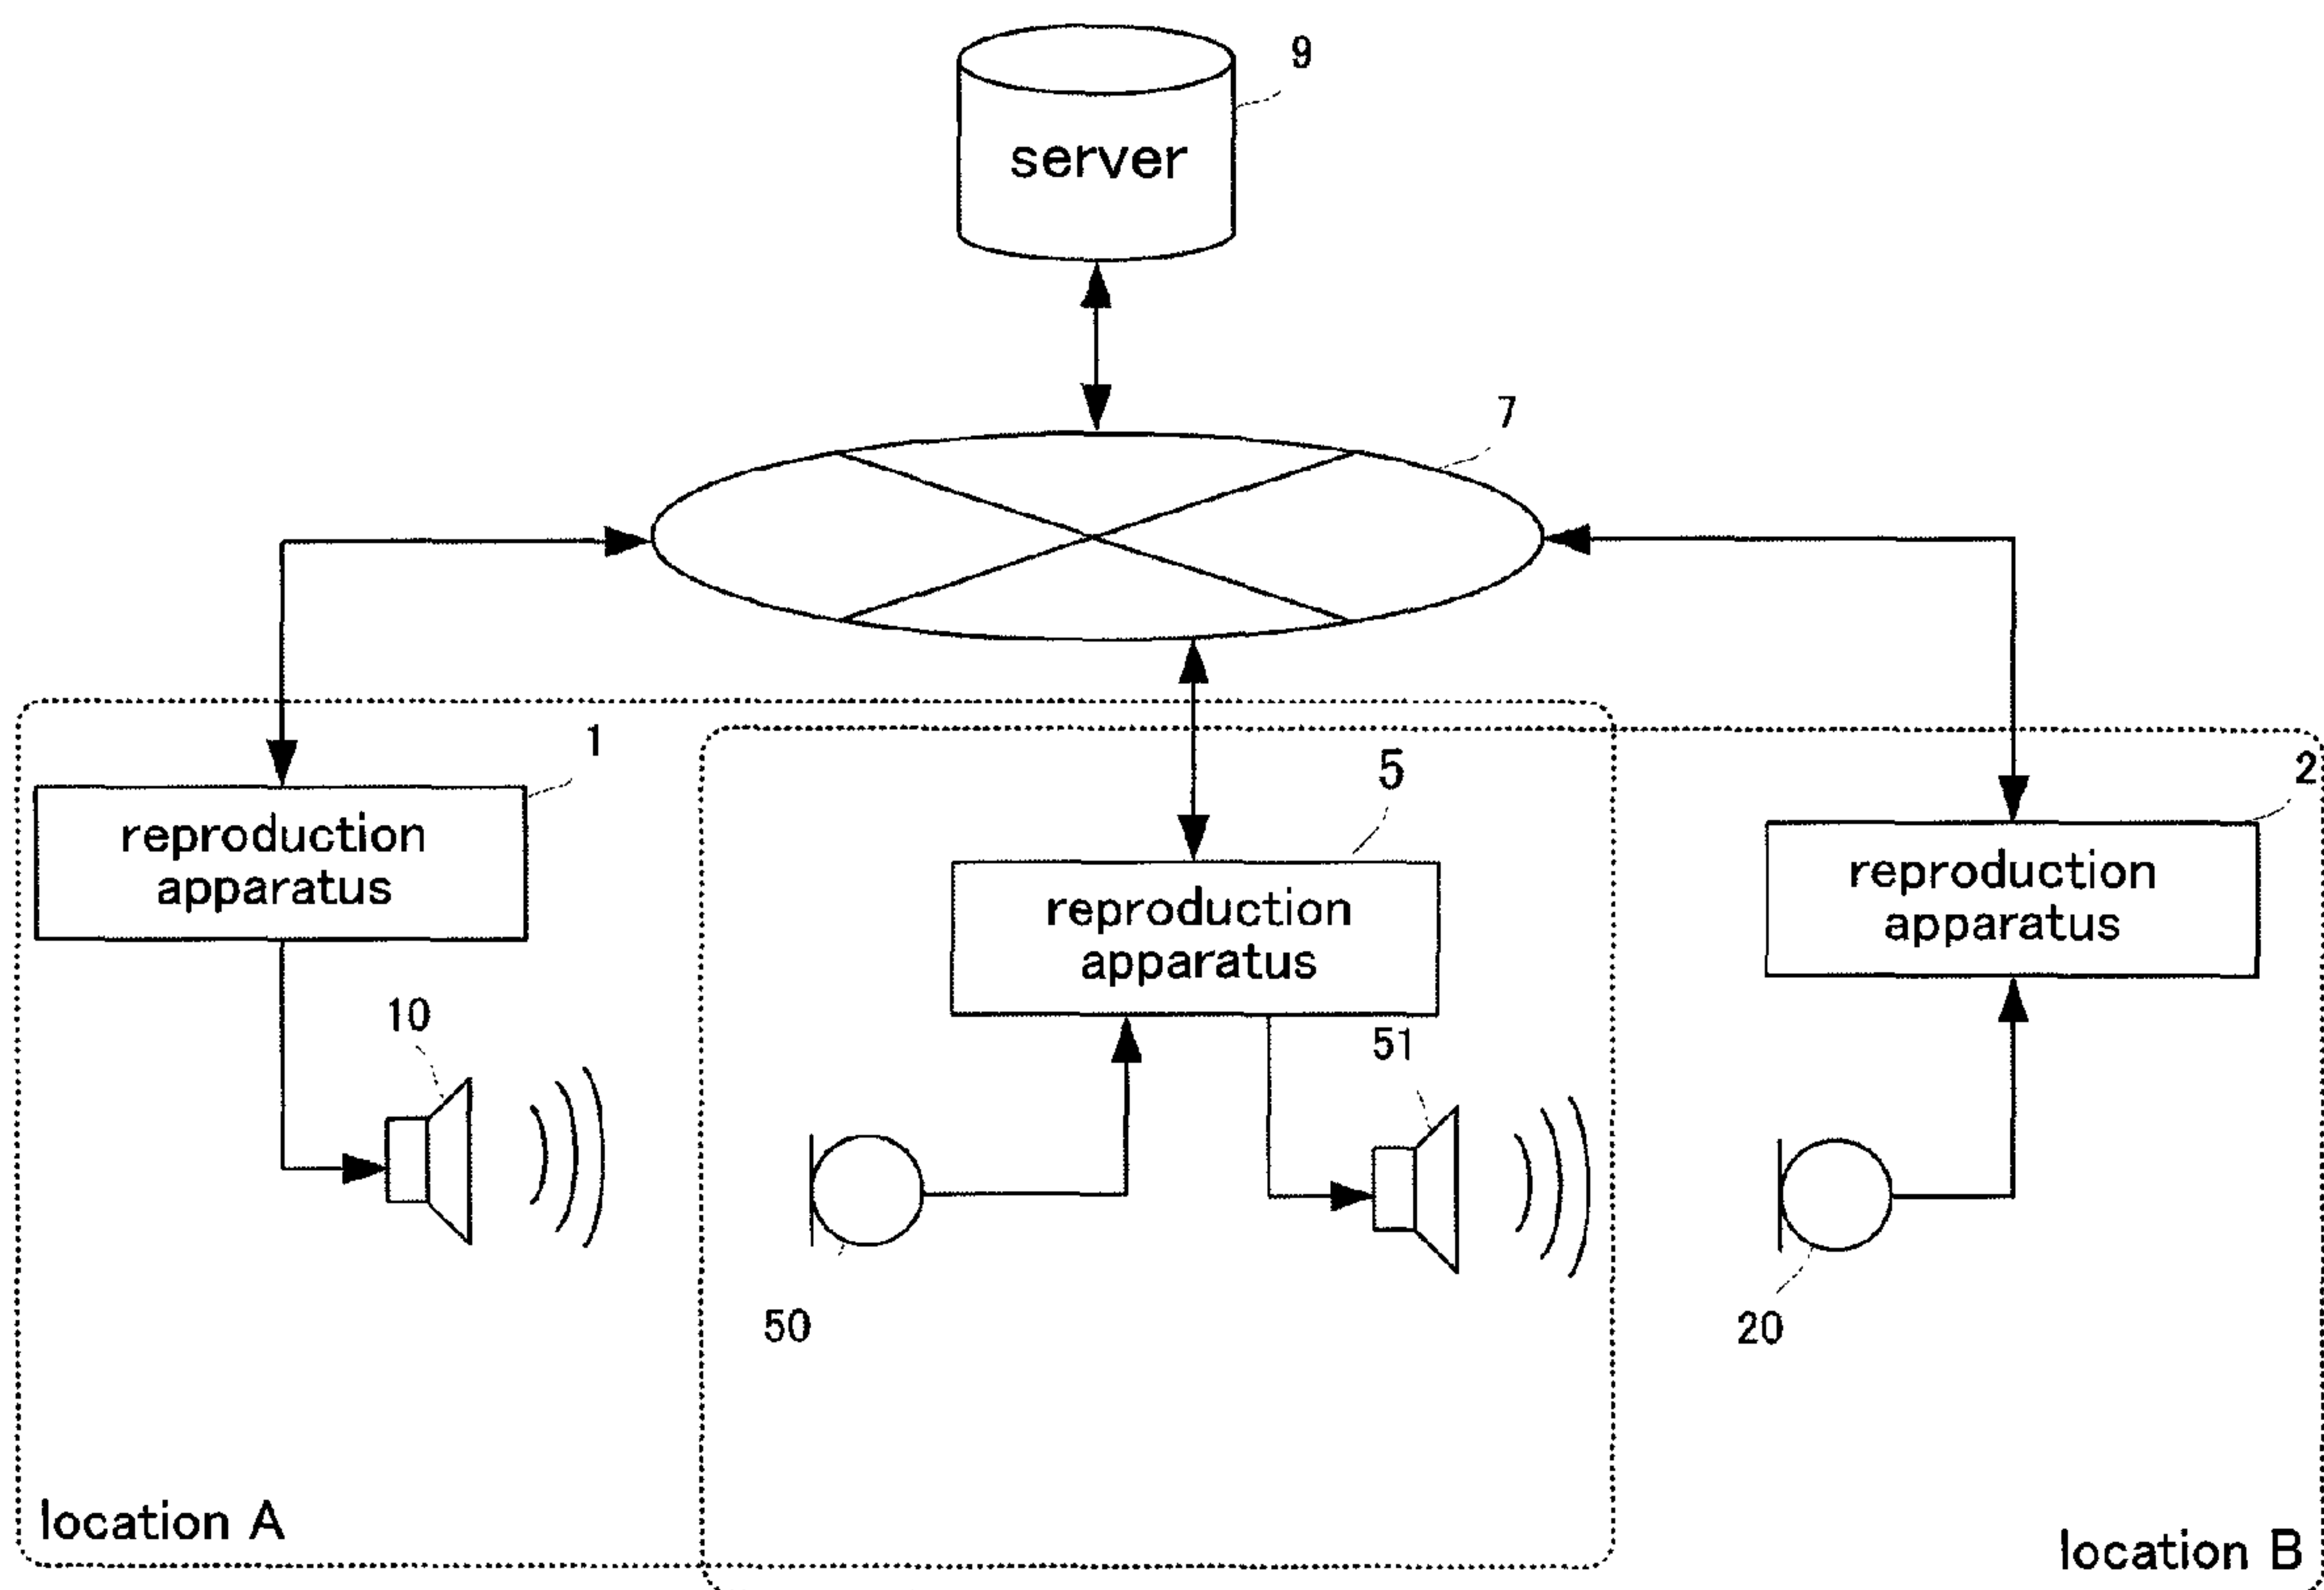 9
server
7
1
reproduction
apparatus
5
reproduction
apparatus
2
reproduction
apparatus
10
51
50
20
location A
location B